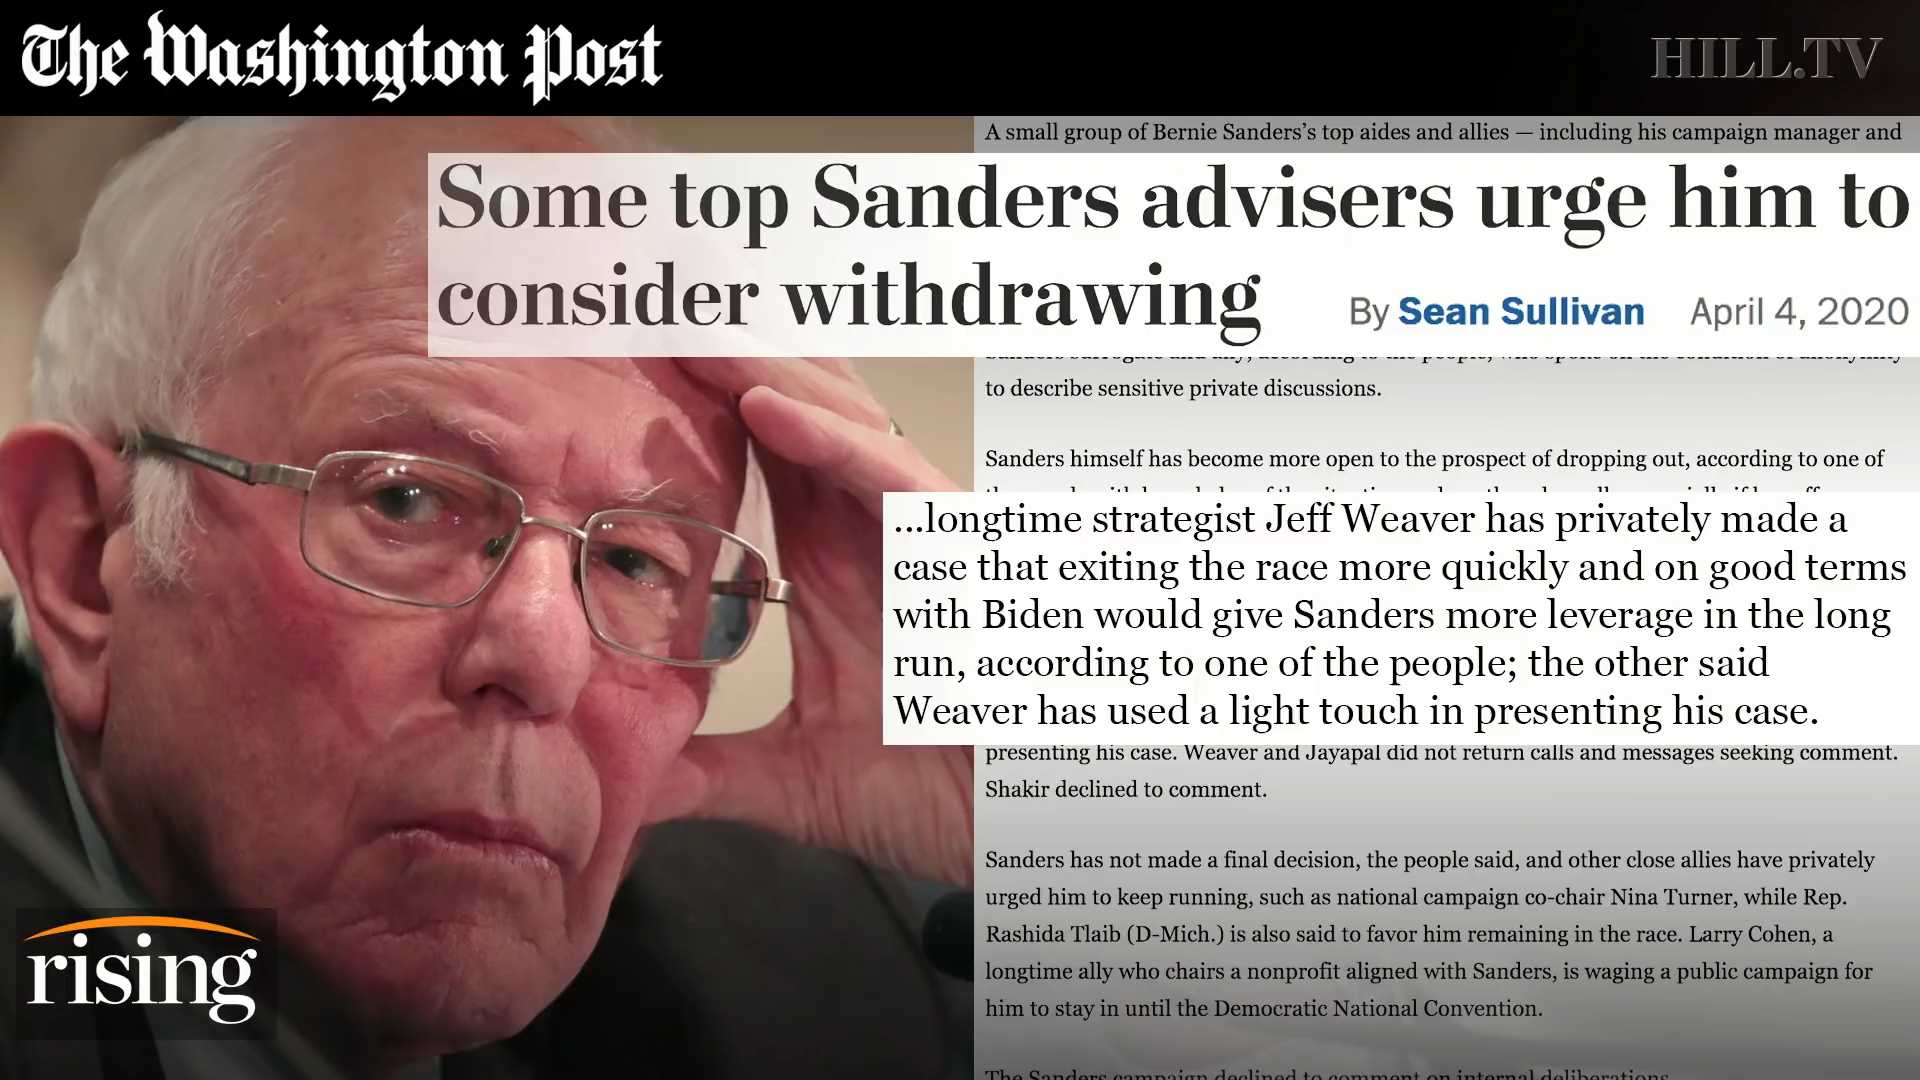 The Washington Post
HILL.TV
A small group of Bernie Sanders’s top aides and allies — including his campaign manager and
Some top Sanders advisers urge him to
consider withdrawing
By Sean Sullivan April 4, 2020
to describe sensitive private discussions.
Sanders himself has become more open to the prospect of dropping out, according to one of
...longtime strategist Jeff Weaver has privately made a
case that exiting the race more quickly and on good terms
with Biden would give Sanders more leverage in the long
run, according to one of the people; the other said
Weaver has used a light touch in presenting his case.
presenting his case. Weaver and Jayapal did not return calls and messages seeking comment.
Shakir declined to comment.
Sanders has not made a final decision, the people said, and other close allies have privately
urged him to keep running, such as national campaign co-chair Nina Turner, while Rep.
Rashida Tlaib (D-Mich.) is also said to favor him remaining in the race. Larry Cohen, a
longtime ally who chairs a nonprofit aligned with Sanders, is waging a public campaign for
him to stay in until the Democratic National Convention.
The Sanders campaign declined to comment on internal deliberations
rising